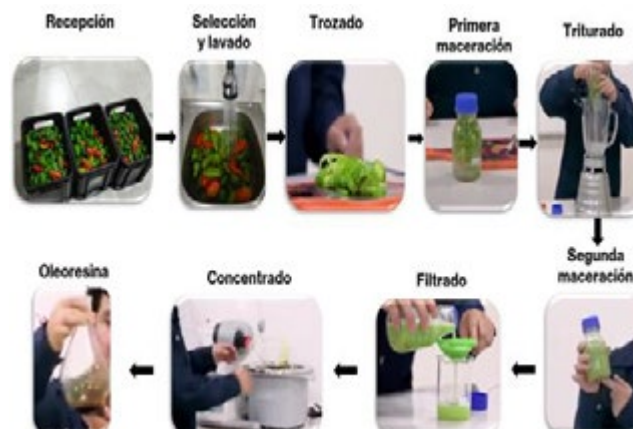 Recepción
Selección
y lavado
Trozado
Primera
maceración
Triturado
Segunda
maceración
Filtrado
Concentrado
Oleoresina